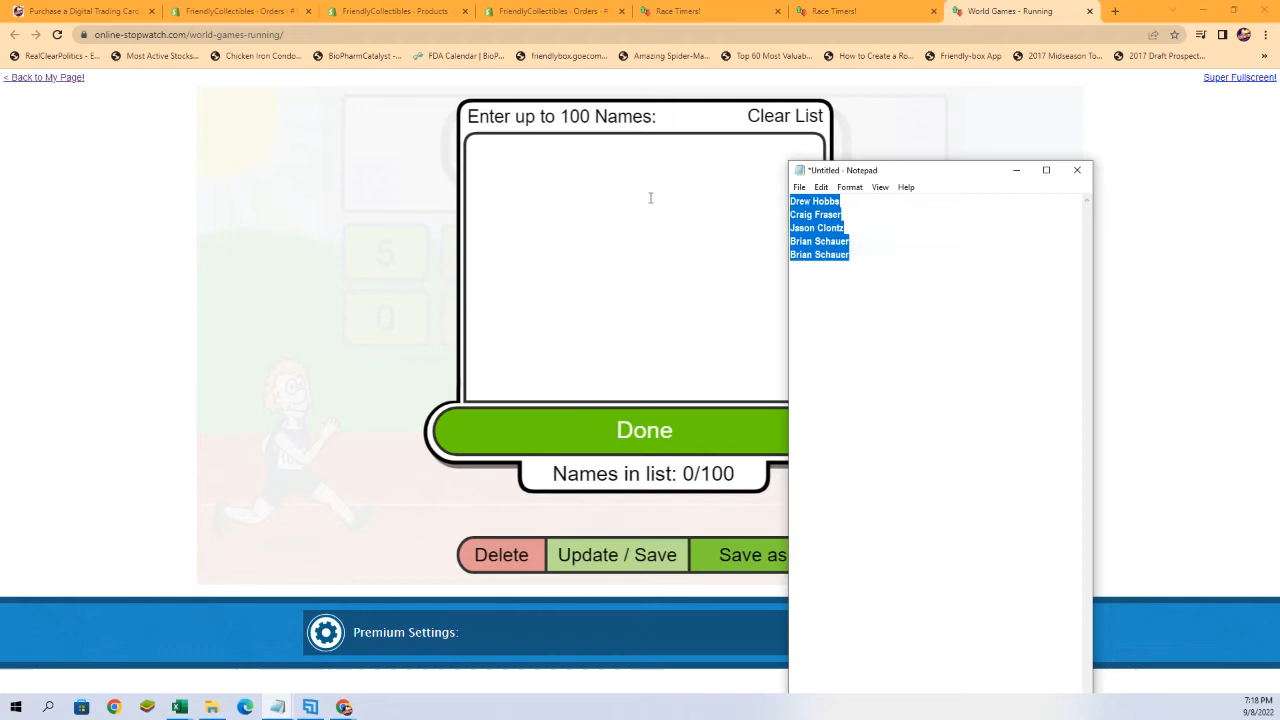 Purchase a Digital Trading Card
FriendlyCollectibles - Orders - #1
FriendlyCollectibles - Products
FriendlyCollectibles - Orders - #
Race Timers!
Race Timers!
World Games - Running
online-stopwatch.com/world-games-running/
RealClearPolitics - E...
Most Active Stocks...
Chicken Iron Condo...
BioPharmCatalyst -...
FDA Calendar | BioP...
friendlybox.goecom...
Amazing Spider-Ma...
Top 60 Most Valuab...
How to Create a Ro...
Friendly-box App
2017 Midseason To...
2017 Draft Prospect...
< Back to My Page!
Super Fullscreen!
Enter up to 100 Names:
Clear List
*Untitled - Notepad
File Edit Format View Help
Drew Hobbs
Craig Fraser
Jason Clontz
Brian Schauer
Brian Schauer
5
0
Done
Names in list: 0/100
Delete
Update / Save
Save as
Premium Settings:
7:18 PM
9/8/2022